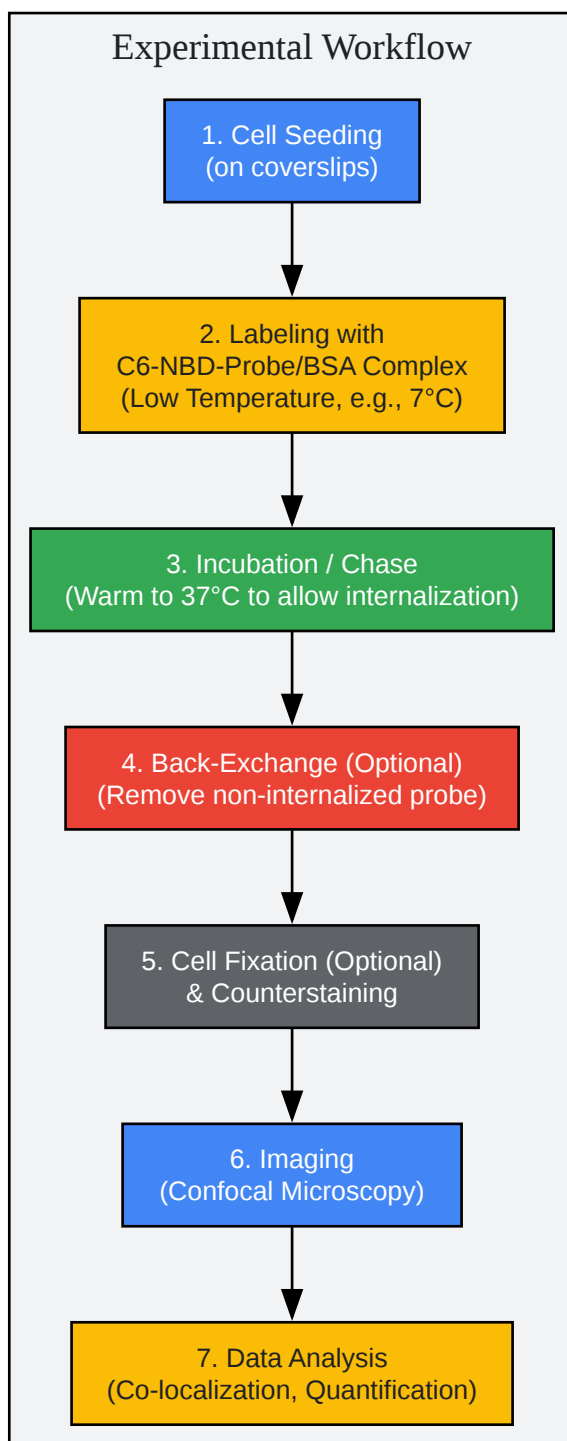 Experimental Workflow
1. Cell Seeding
(on coverslips)
2. Labeling with
C6-NBD-Probe/BSA Complex
(Low Temperature, e.g., 7°C)
3. Incubation / Chase
(Warm to 37°C to allow internalization)
4. Back-Exchange (Optional)
(Remove non-internalized probe)
5. Cell Fixation (Optional)
& Counterstaining
6. Imaging
(Confocal Microscopy)
7. Data Analysis
(Co-localization, Quantification)